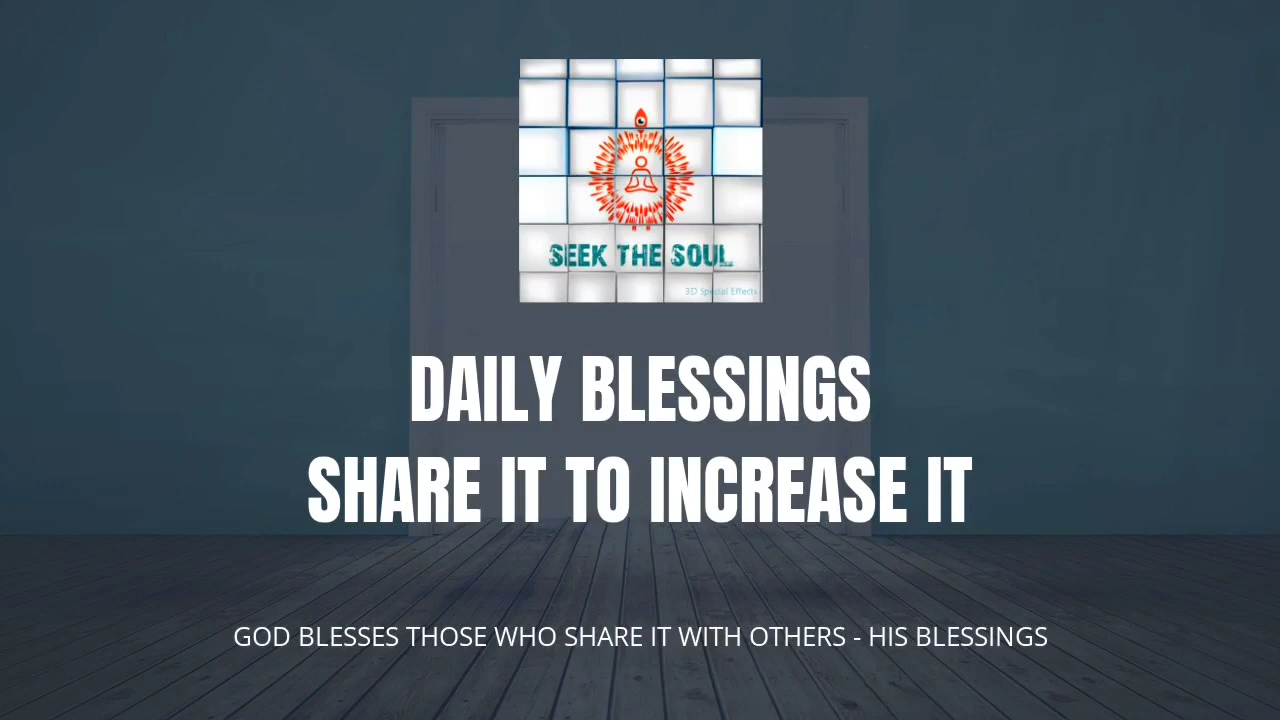 SEEK THE SOUL
3D Special Effects
DAILY BLESSINGS
SHARE IT TO INCREASE IT
GOD BLESSES THOSE WHO SHARE IT WITH OTHERS - HIS BLESSINGS